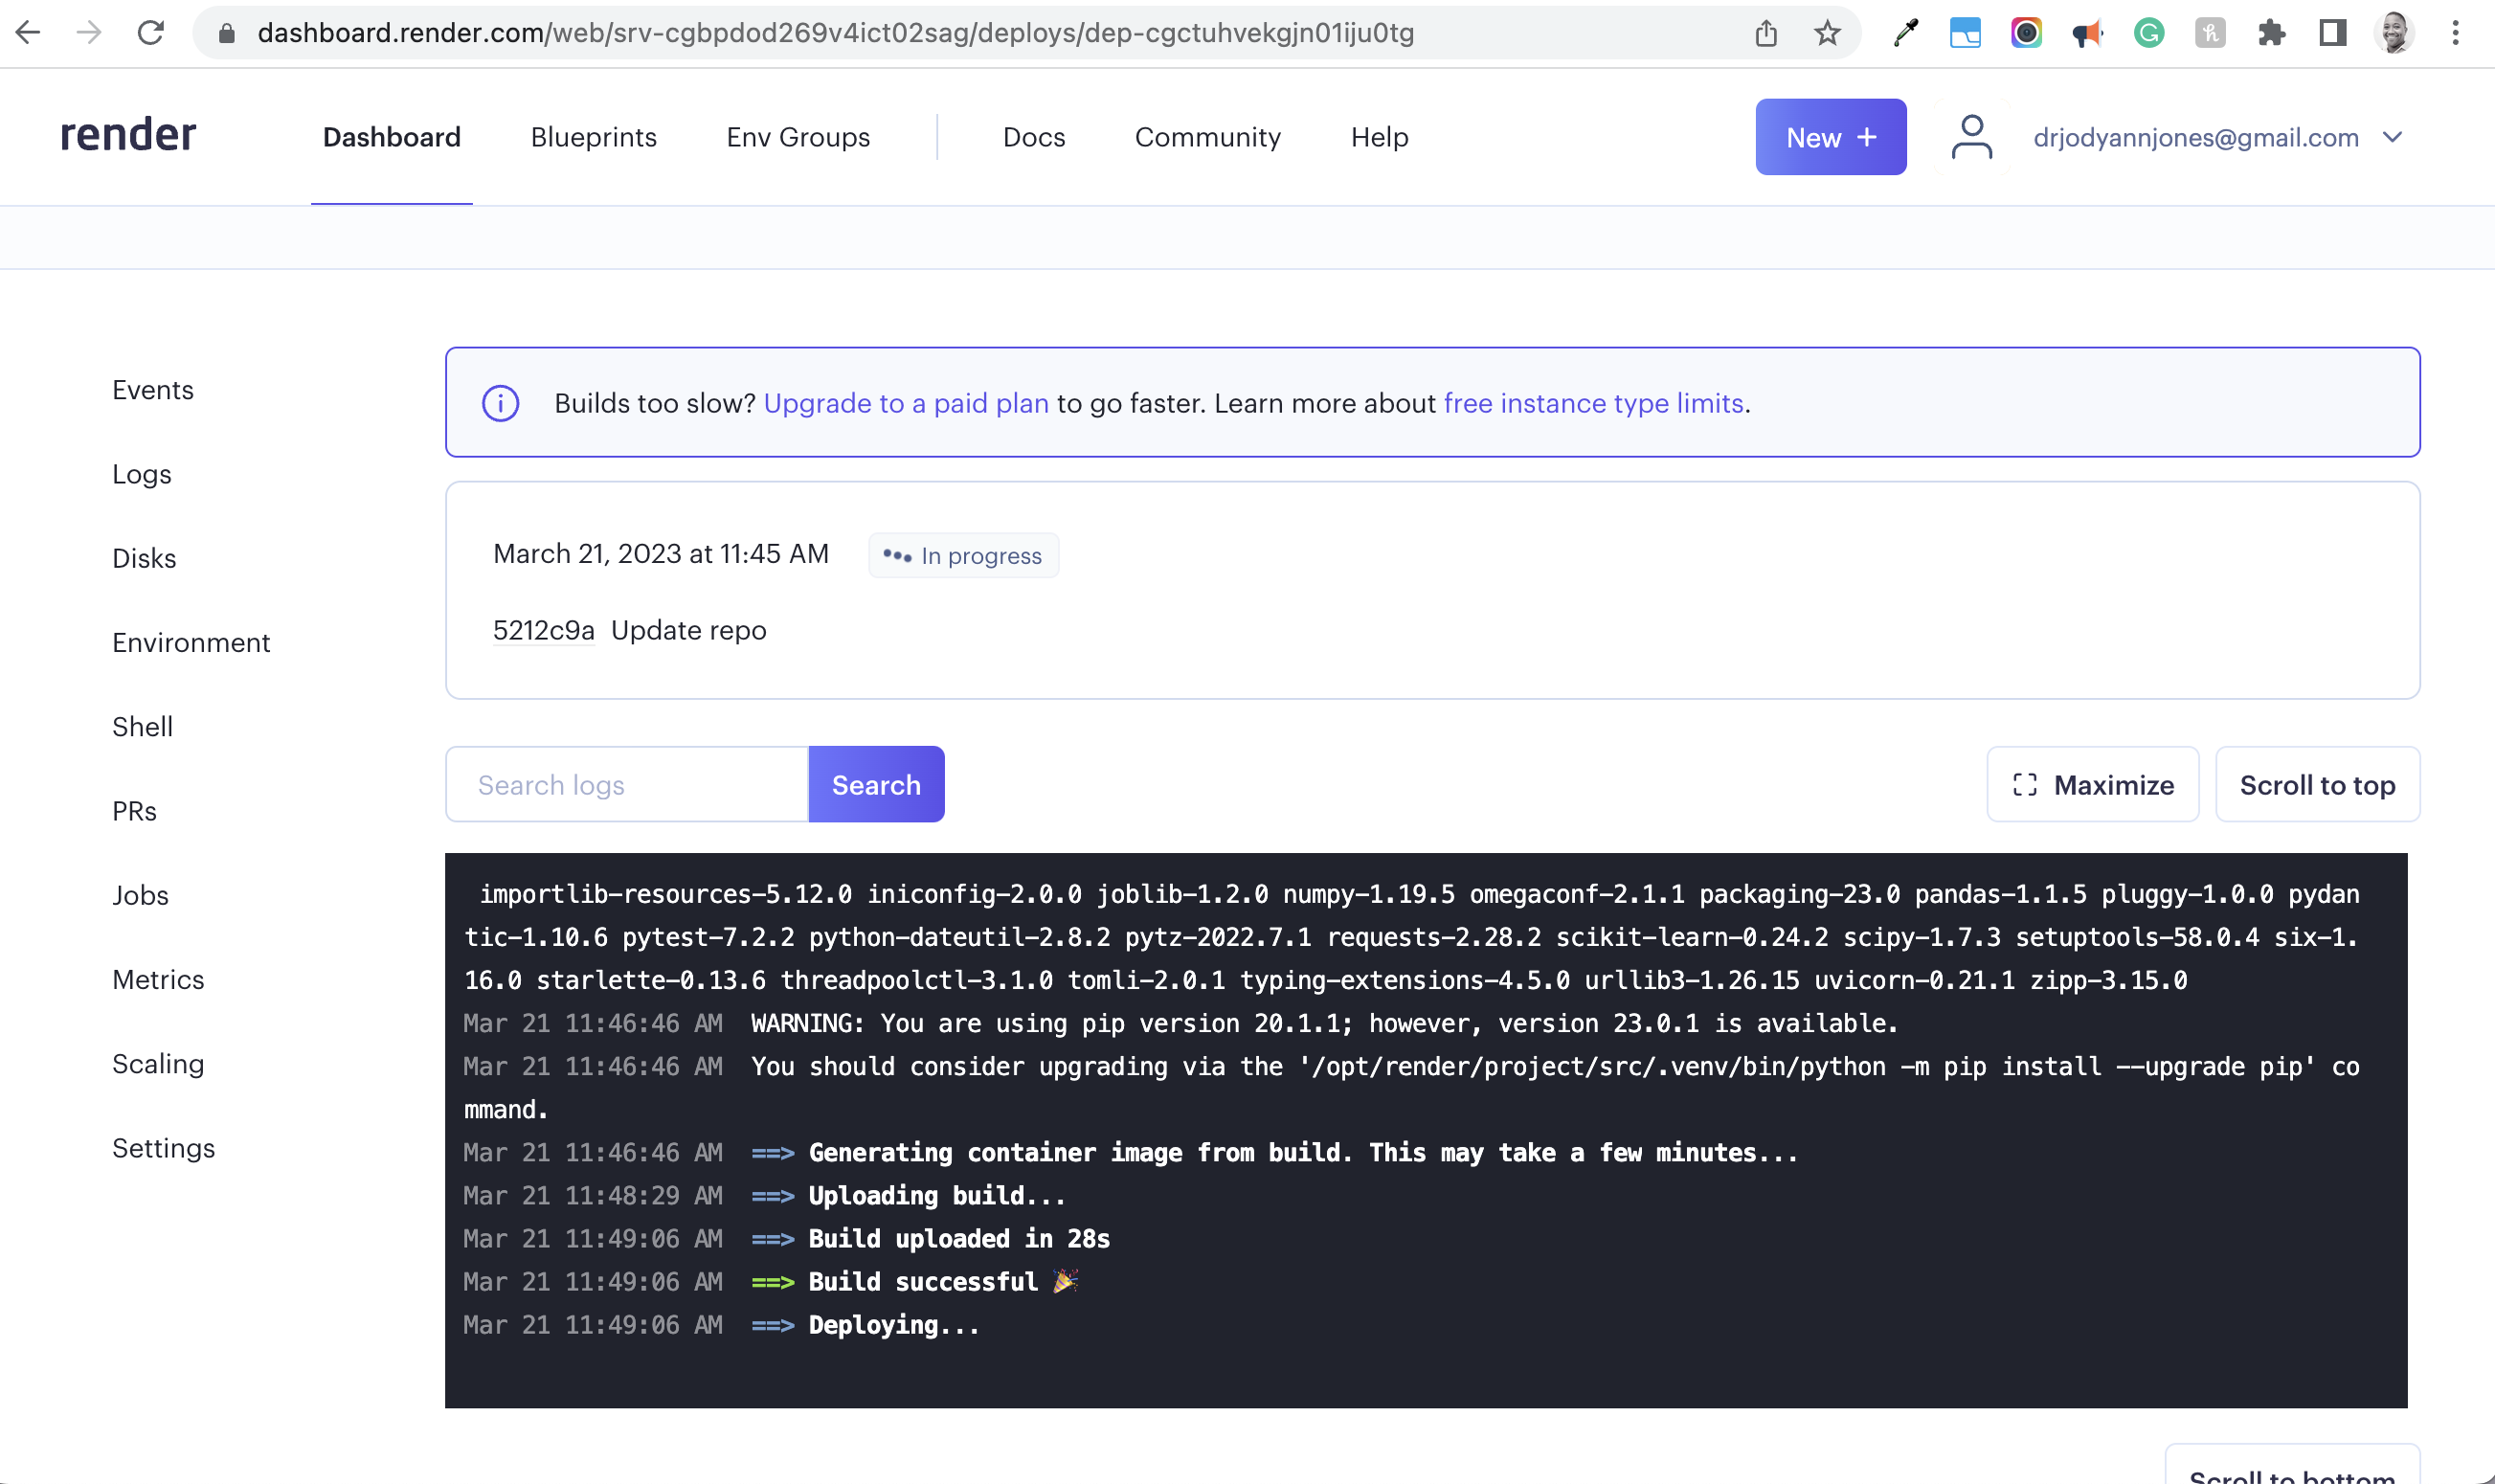 dashboard.render.com/web/srv-cgbpdod269v4ict02sag/deploys/dep-cgctuhvekgjn01iju0tg
render Dashboard Blueprints Env Groups Docs Community Help New + drjodyannjones@gmail.com
Builds too slow? Upgrade to a paid plan to go faster. Learn more about free instance type limits.
Events
Logs
Disks
Environment
Shell
PRs
Jobs
Metrics
Scaling
Settings
March 21, 2023 at 11:45 AM In progress
5212c9a Update repo
Search logs Search Maximize Scroll to top
importlib-resources-5.12.0 iniconfig-2.0.0 joblib-1.2.0 numpy-1.19.5 omegaconf-2.1.1 packaging-23.0 pandas-1.1.5 pluggy-1.0.0 pydan
tic-1.10.6 pytest-7.2.2 python-dateutil-2.8.2 pytz-2022.7.1 requests-2.28.2 scikit-learn-0.24.2 scipy-1.7.3 setuptools-58.0.4 six-1.
16.0 starlette-0.13.6 threadpoolctl-3.1.0 tomli-2.0.1 typing-extensions-4.5.0 urllib3-1.26.15 uvicorn-0.21.1 zipp-3.15.0
Mar 21 11:46:46 AM WARNING: You are using pip version 20.1.1; however, version 23.0.1 is available.
Mar 21 11:46:46 AM You should consider upgrading via the '/opt/render/project/src/.venv/bin/python -m pip install --upgrade pip' co
mmand.
Mar 21 11:46:46 AM ==> Generating container image from build. This may take a few minutes...
Mar 21 11:48:29 AM ==> Uploading build...
Mar 21 11:49:06 AM ==> Build uploaded in 28s
Mar 21 11:49:06 AM ==> Build successful 🎉
Mar 21 11:49:06 AM ==> Deploying...
Scroll to bottom